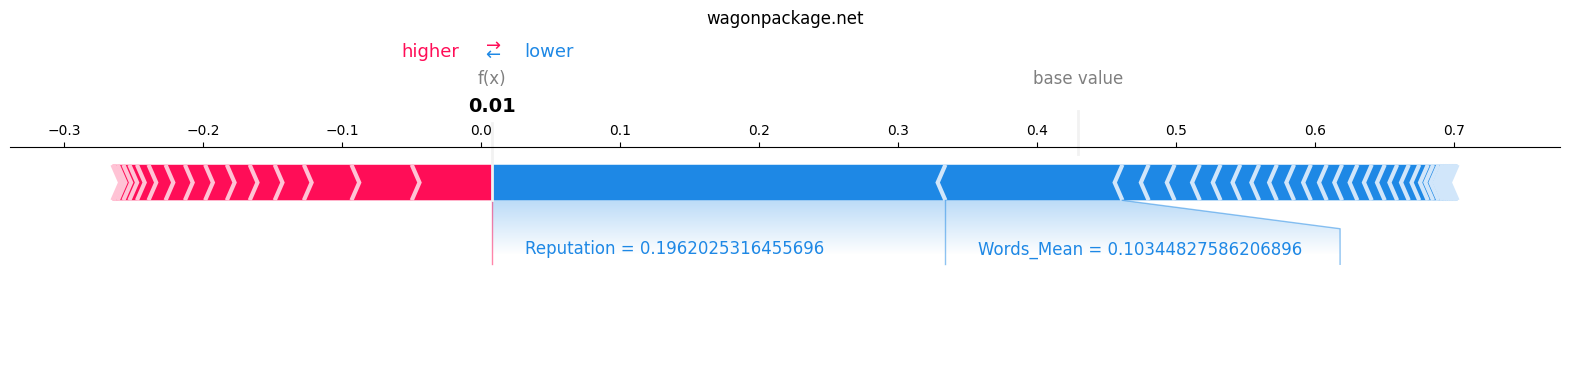 wagonpackage.net
higher ⇄ lower
f(x) base value
0.01
−0.3 −0.2 −0.1 0.0 0.1 0.2 0.3 0.4 0.5 0.6 0.7
Reputation = 0.1962025316455696 Words_Mean = 0.10344827586206896